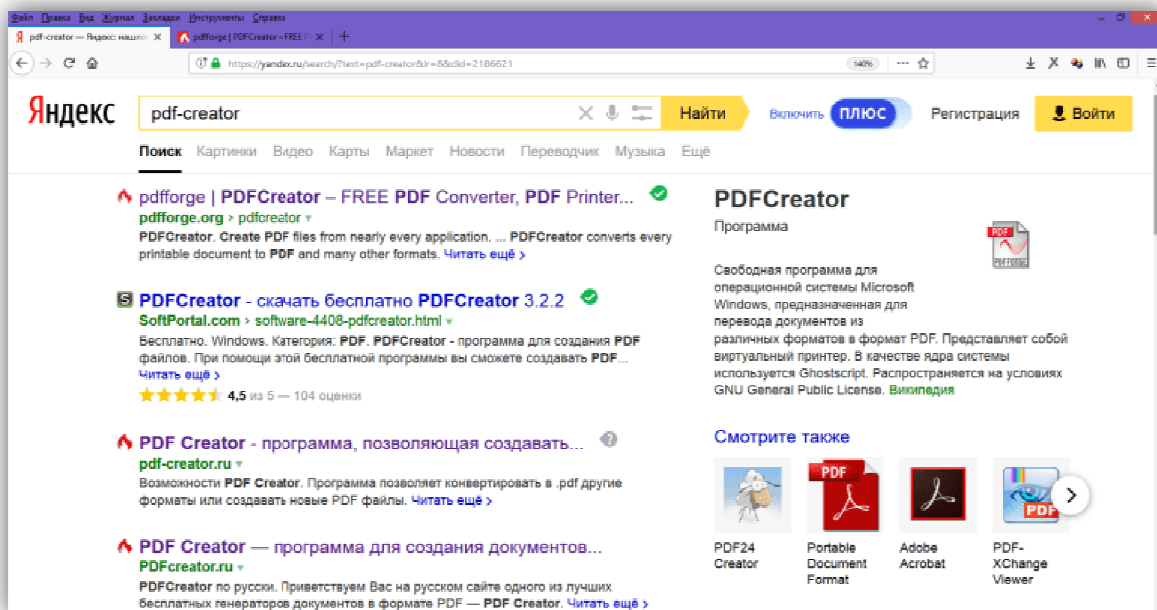 Файл Правка Вид Журнал Закладки Инструменты Справка
pdf-creator — Яндекс: нашлос
pdfforge | PDFCreator – FREE P
https://yandex.ru/search/?text=pdf-creator&lr=8&clid=2186621
140%
Яндекс
pdf-creator
Найти
Включить ПЛЮС
Регистрация
Войти
Поиск Картинки Видео Карты Маркет Новости Переводчик Музыка Ещё
pdfforge | PDFCreator – FREE PDF Converter, PDF Printer...
pdfforge.org › pdfcreator
PDFCreator. Create PDF files from nearly every application. ... PDFCreator converts every
printable document to PDF and many other formats. Читать ещё ›
PDFCreator - скачать бесплатно PDFCreator 3.2.2
SoftPortal.com › software-4408-pdfcreator.html
Бесплатно. Windows. Категория: PDF. PDFCreator - программа для создания PDF
файлов. При помощи этой бесплатной программы вы сможете создавать PDF...
Читать ещё ›
4,5 из 5 — 104 оценки
PDF Creator - программа, позволяющая создавать...
pdf-creator.ru
Возможности PDF Creator. Программа позволяет конвертировать в .pdf другие
форматы или создавать новые PDF файлы. Читать ещё ›
PDF Creator — программа для создания документов...
PDFcreator.ru
PDFCreator по русски. Приветствуем Вас на русском сайте одного из лучших
бесплатных генераторов документов в формате PDF — PDF Creator. Читать ещё ›
PDFCreator
Программа
PDF
PDFFORGE
Свободная программа для
операционной системы Microsoft
Windows, предназначенная для
перевода документов из
различных форматов в формат PDF. Представляет собой
виртуальный принтер. В качестве ядра системы
используется Ghostscript. Распространяется на условиях
GNU General Public License. Википедия
Смотрите также
PDF
PDF
PDF24
Creator
Portable
Document
Format
Adobe
Acrobat
PDF-
XChange
Viewer